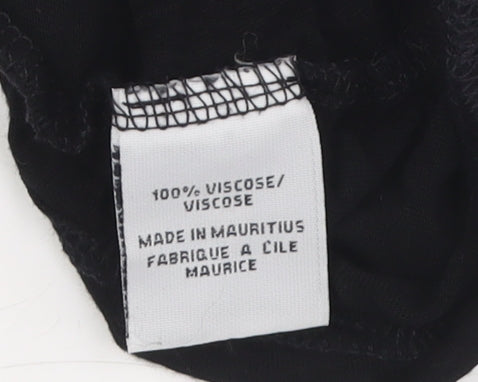 100% VISCOSE/
VISCOSE
MADE IN MAURITIUS
FABRIQUE A L'ILE
MAURICE